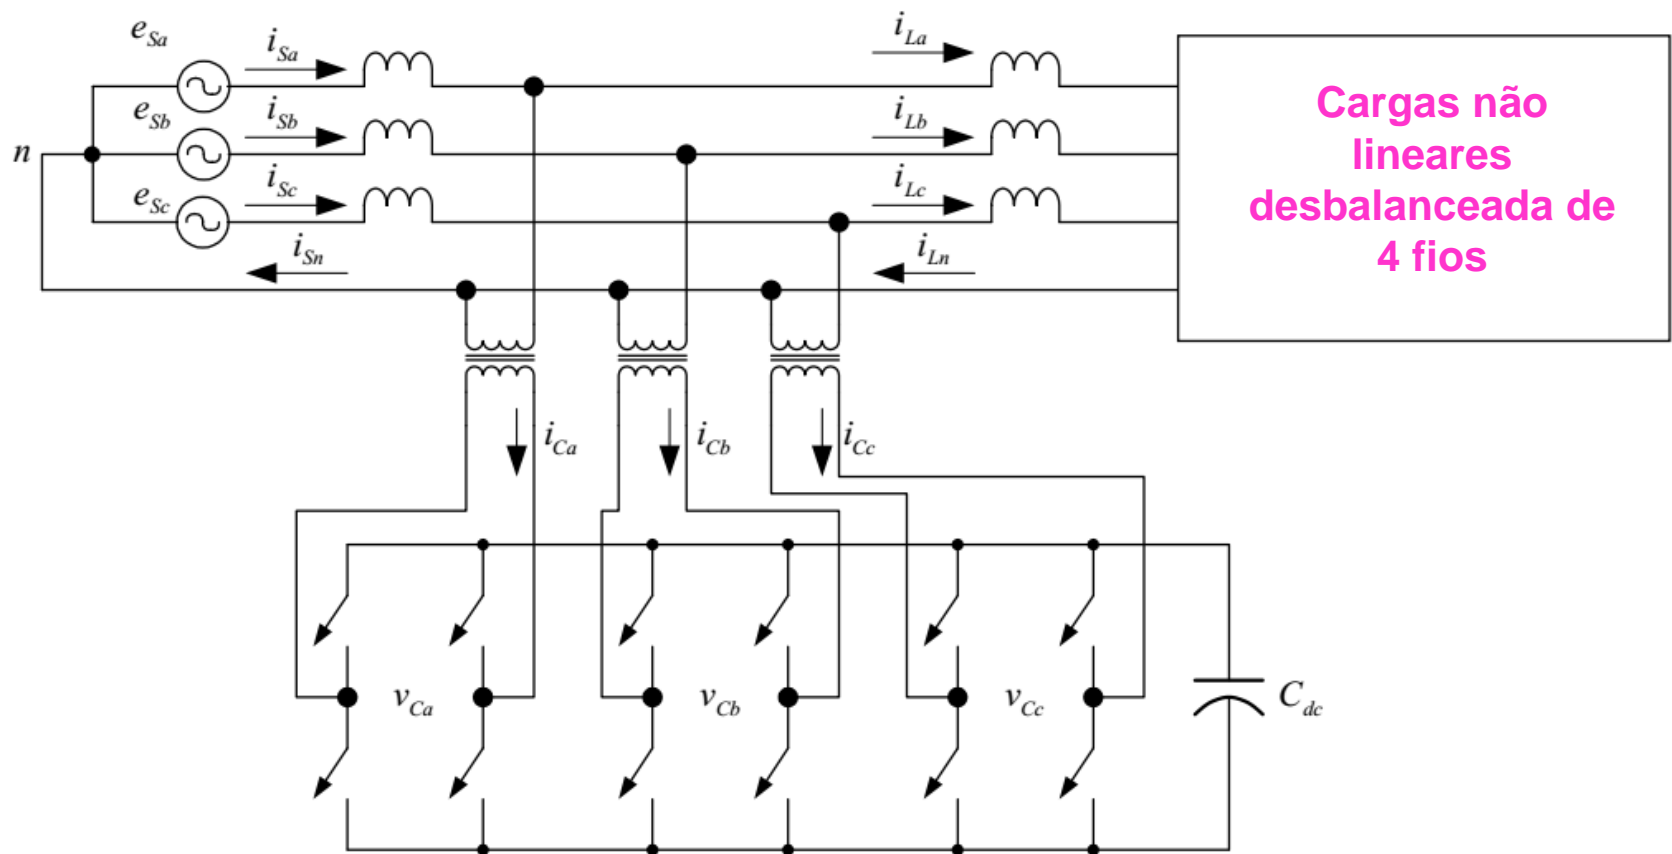 e_Sa
i_Sa
i_La
e_Sb
i_Sb
i_Lb
n
e_Sc
i_Sc
i_Lc
i_Sn
i_Ln
Cargas não
lineares
desbalanceada de
4 fios
i_Ca
i_Cb
i_Cc
v_Ca
v_Cb
v_Cc
C_dc